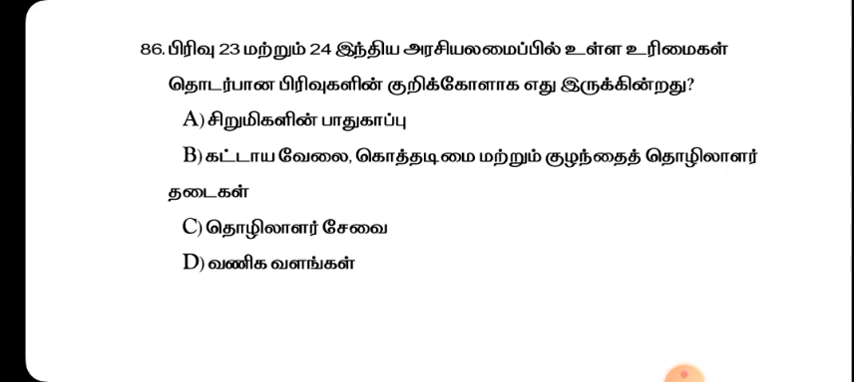 86. பிரிவு 23 மற்றும் 24 இந்திய அரசியலமைப்பில் உள்ள உரிமைகள்
தொடர்பான பிரிவுகளின் குறிக்கோளாக எது இருக்கின்றது?
A) சிறுமிகளின் பாதுகாப்பு
B) கட்டாய வேலை, கொத்தடிமை மற்றும் குழந்தைத் தொழிலாளர்
தடைகள்
C) தொழிலாளர் சேவை
D) வணிக வளங்கள்